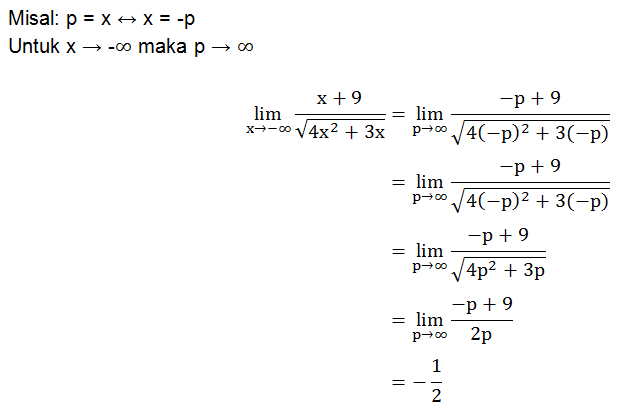 Misal: p = x ↔ x = -p
Untuk x → -∞ maka p → ∞
lim x→−∞ (x + 9)/√(4x² + 3x) = lim p→∞ (−p + 9)/√(4(−p)² + 3(−p))
= lim p→∞ (−p + 9)/√(4(−p)² + 3(−p))
= lim p→∞ (−p + 9)/√(4p² + 3p)
= lim p→∞ (−p + 9)/2p
= −1/2